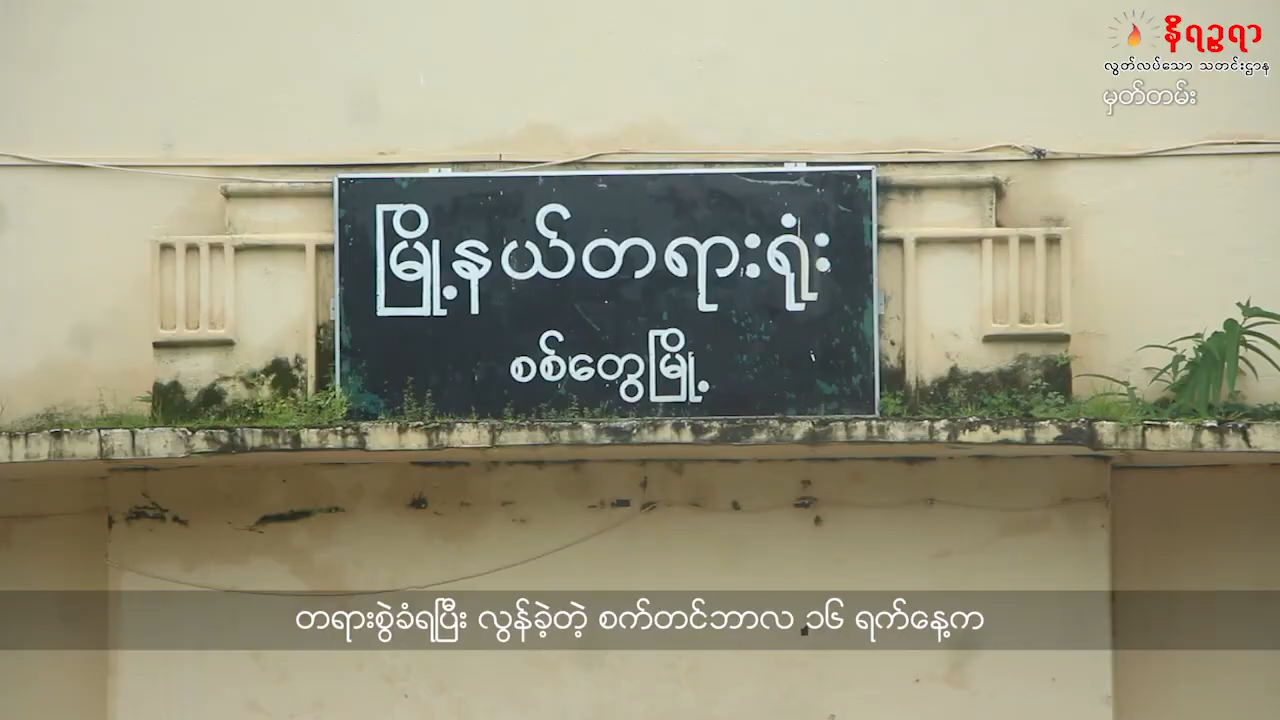 နိရဥ္စရာ
လွတ်လပ်သော သတင်းဌာန
မှတ်တမ်း
မြို့နယ်တရားရုံး
စစ်တွေမြို့
တရားစွဲခံရပြီး လွန်ခဲ့တဲ့ စက်တင်ဘာလ ၁၆ ရက်နေ့က